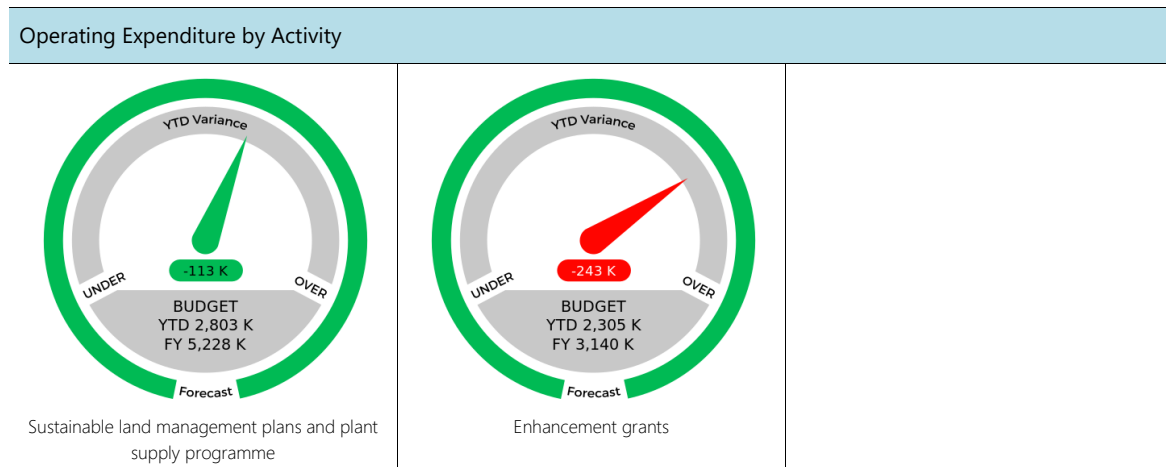 Operating Expenditure by Activity
YTD Variance
-113 K
UNDER
OVER
BUDGET
YTD 2,803 K
FY 5,228 K
Forecast
Sustainable land management plans and plant
supply programme
YTD Variance
-243 K
UNDER
OVER
BUDGET
YTD 2,305 K
FY 3,140 K
Forecast
Enhancement grants